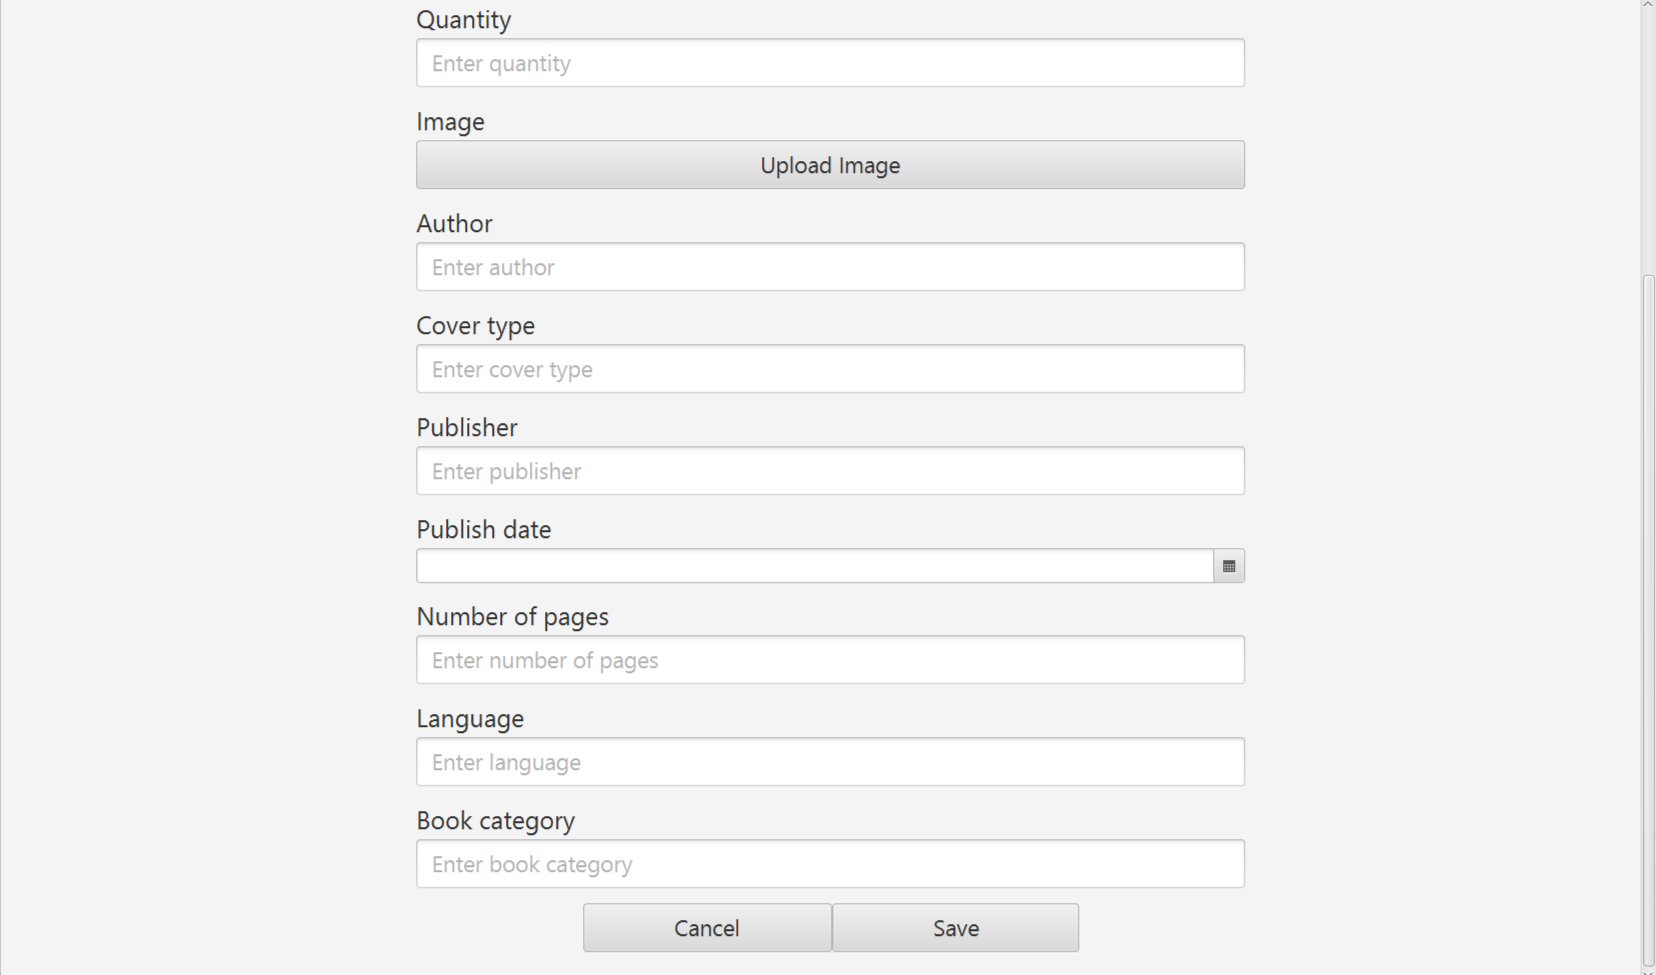 Quantity
Enter quantity
Image
Upload Image
Author
Enter author
Cover type
Enter cover type
Publisher
Enter publisher
Publish date
Number of pages
Enter number of pages
Language
Enter language
Book category
Enter book category
Cancel Save